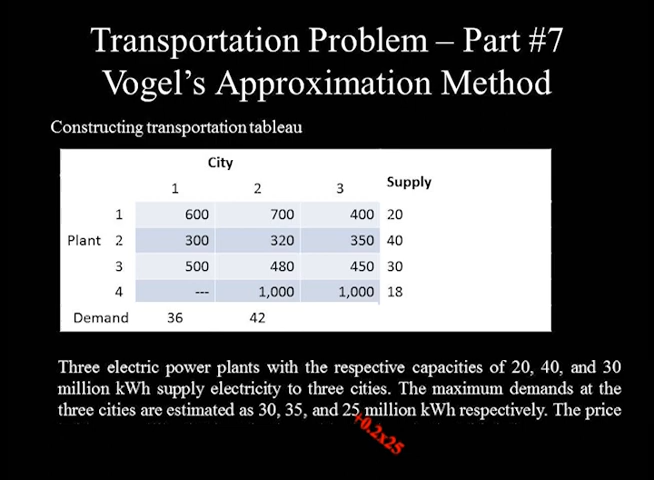 Transportation Problem – Part #7
Vogel's Approximation Method
Constructing transportation tableau
City
1 2 3 Supply
1 600 700 400 20
Plant 2 300 320 350 40
3 500 480 450 30
4 --- 1,000 1,000 18
Demand 36 42
Three electric power plants with the respective capacities of 20, 40, and 30
million kWh supply electricity to three cities. The maximum demands at the
three cities are estimated as 30, 35, and 25 million kWh respectively. The price
+0.2x25